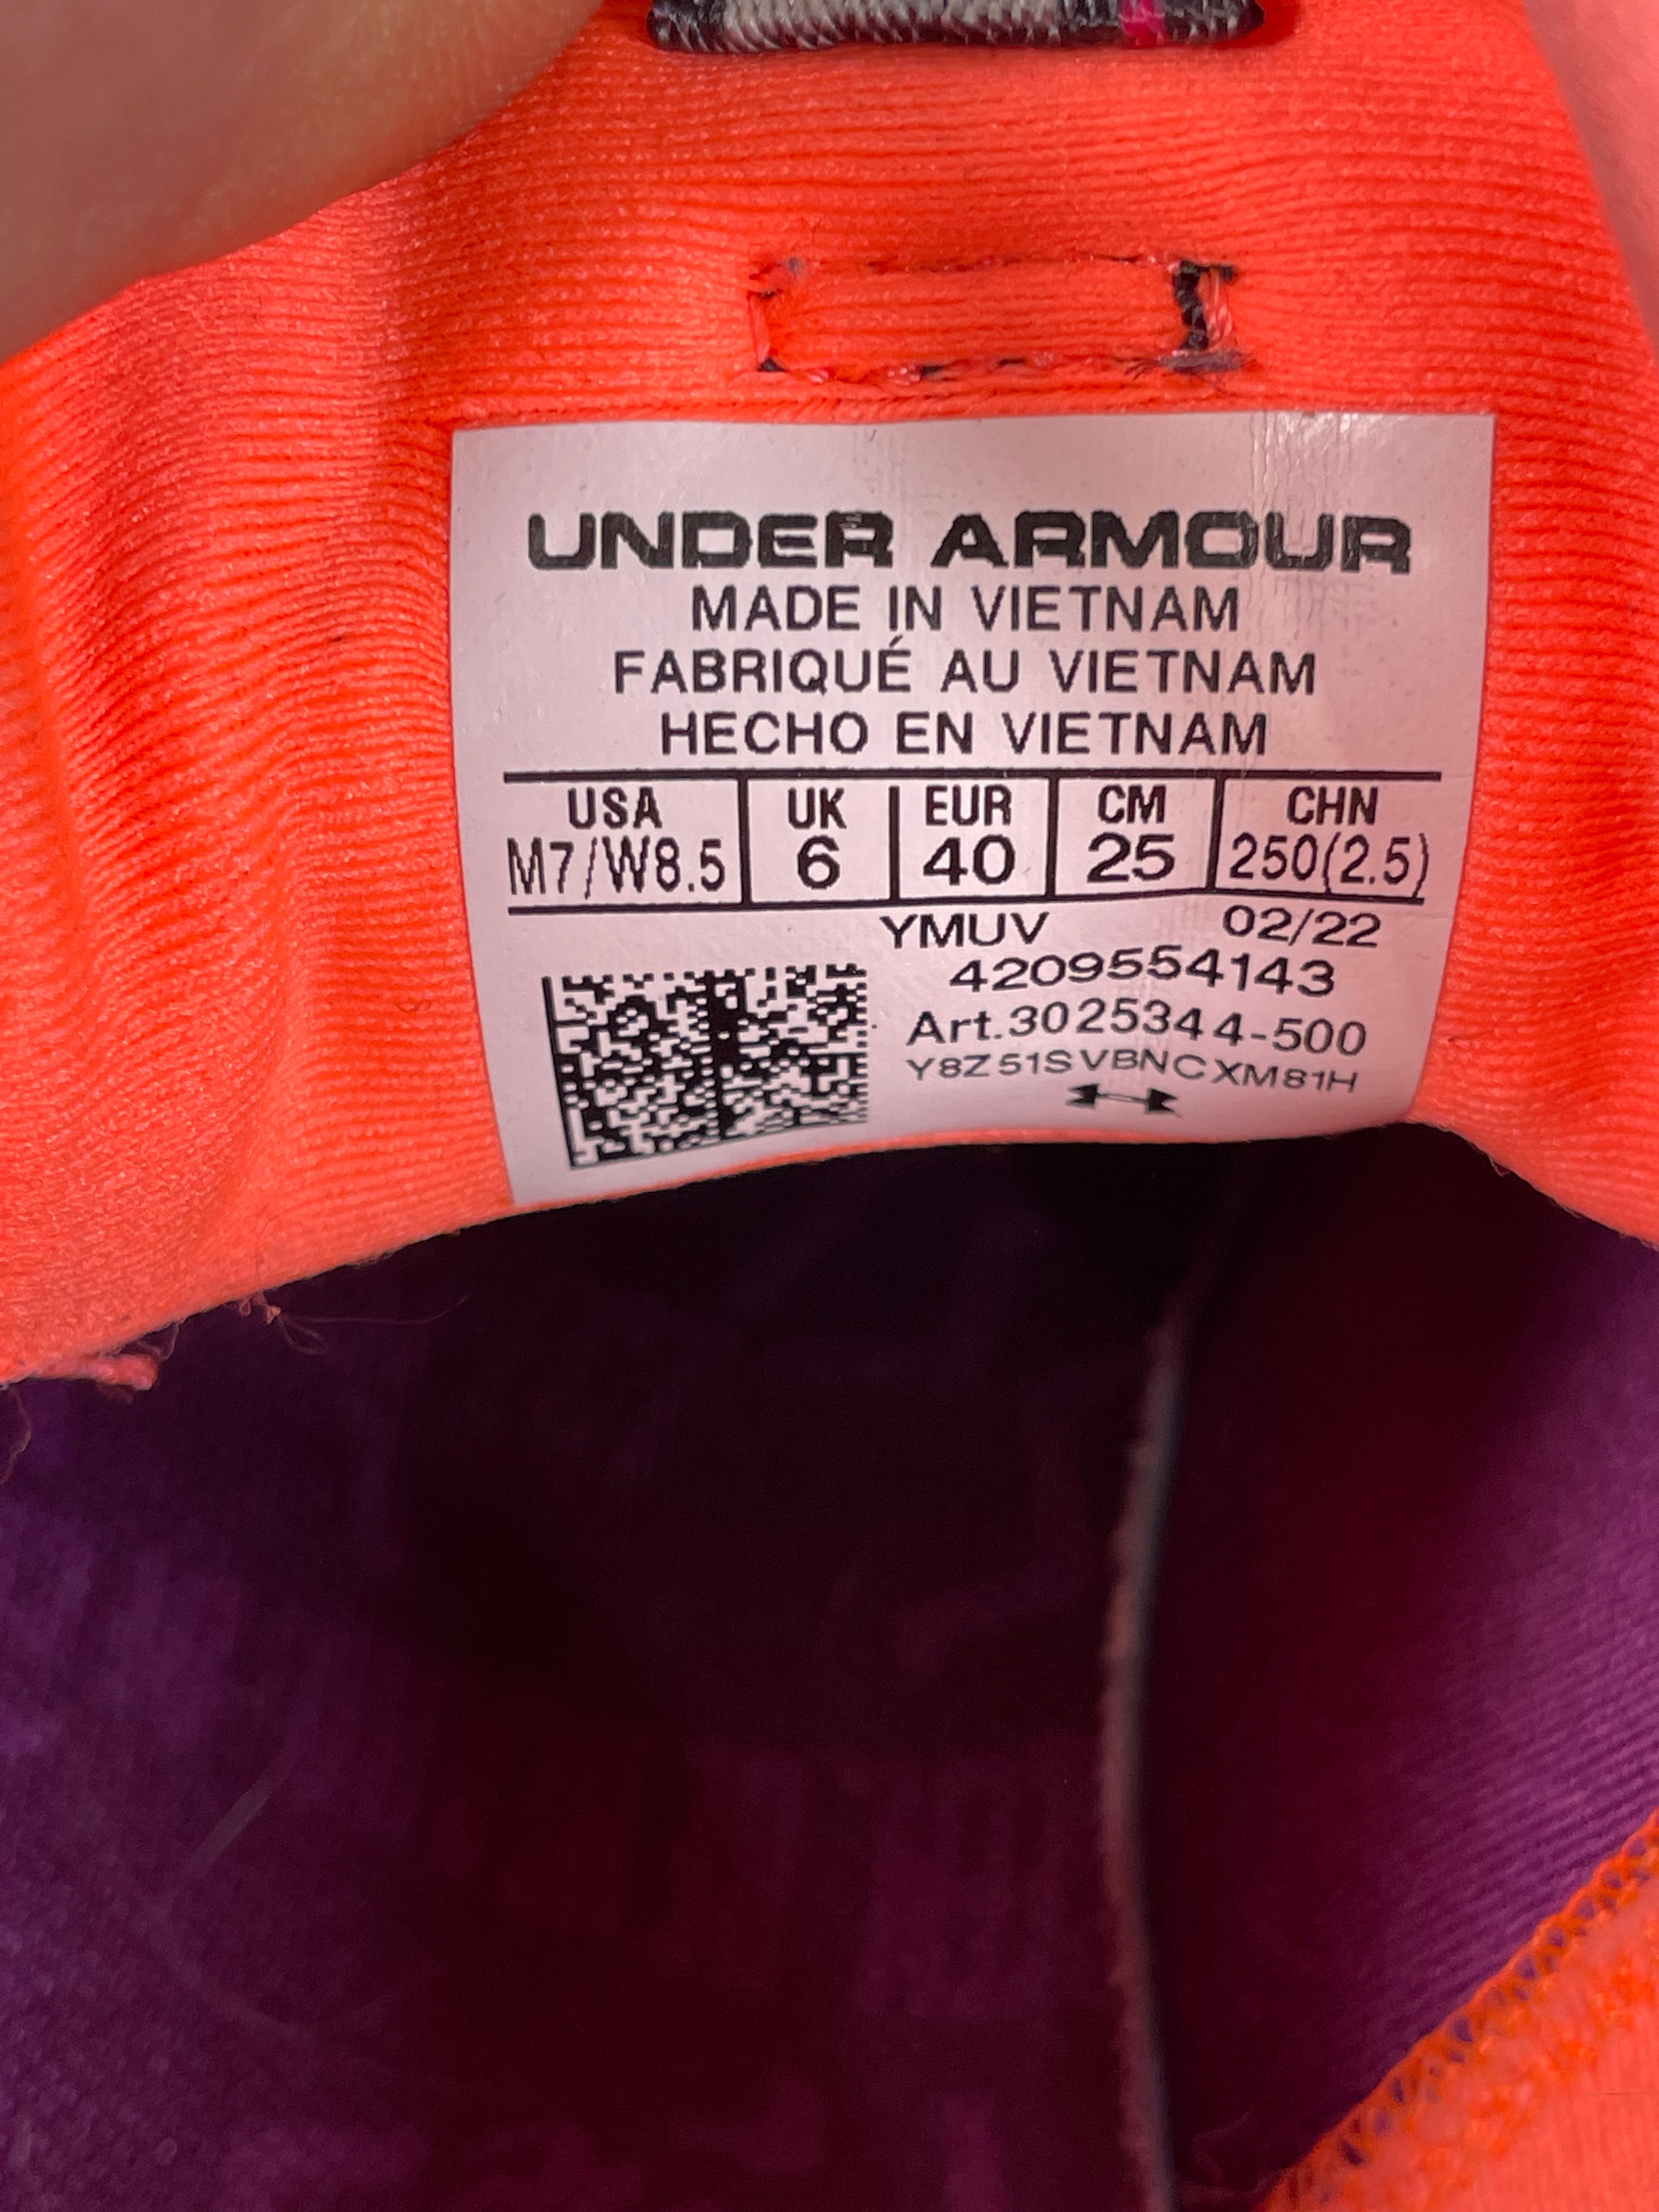 UNDER ARMOUR
MADE IN VIETNAM
FABRIQUÉ AU VIETNAM
HECHO EN VIETNAM
USA UK EUR CM CHN
M7/W8.5 6 40 25 250(2.5)
YMUV 02/22
4209554143
Art.3025344-500
Y8Z51SVBNCXM81H